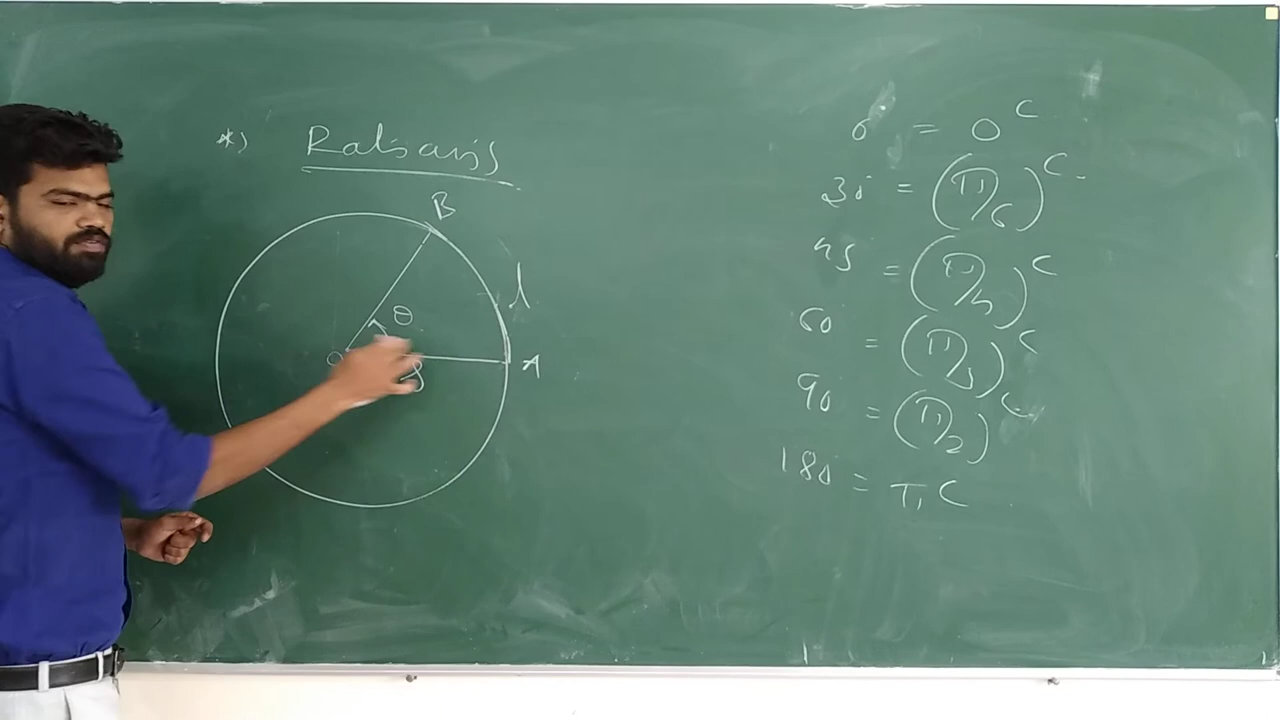 *) Radians
B
l
θ
O
A
r
0 = 0^C
30° = (π/6)^C
45 = (π/4)^C
60 = (π/3)^C
90 = (π/2)^C
180 = π^C